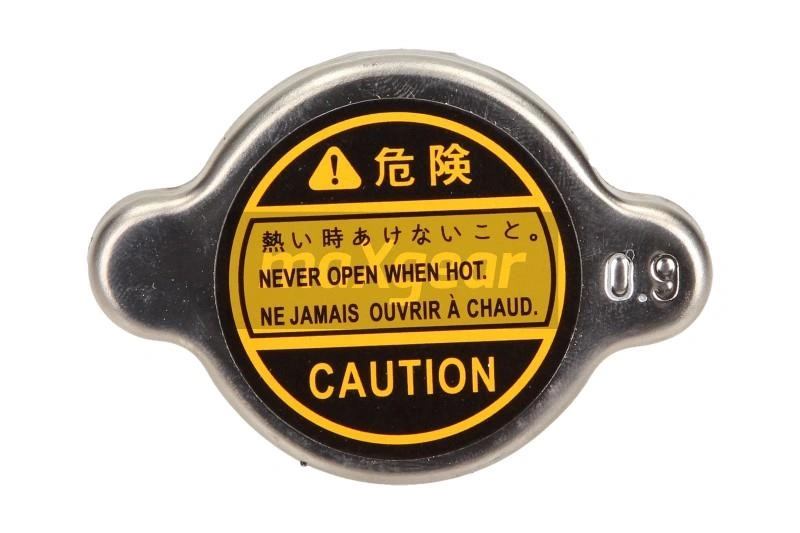 危険
熱い時あけないこと。
maXgear
NEVER OPEN WHEN HOT.
NE JAMAIS OUVRIR À CHAUD.
CAUTION
0.9